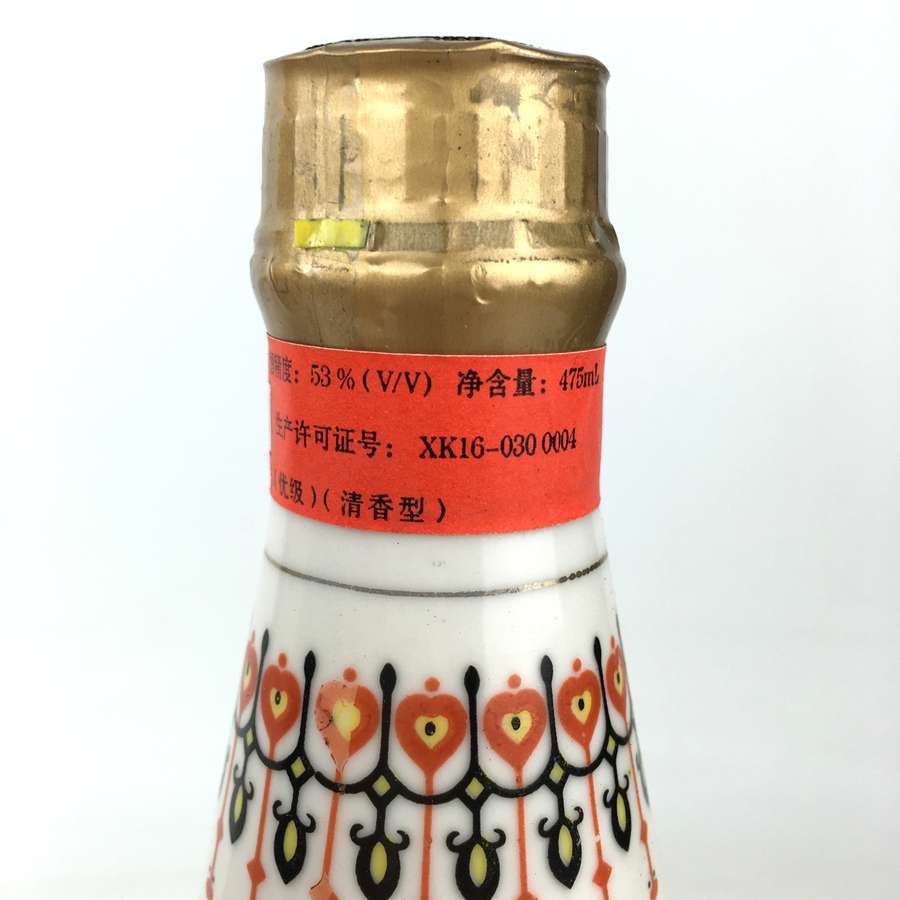 酒精度：53%(V/V) 净含量：475mL
生产许可证号： XK16-030 0004
（优级）（清香型）